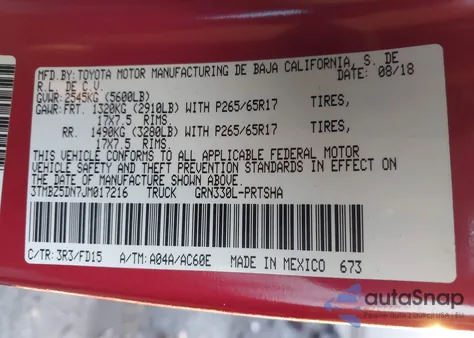 MFD.BY: TOYOTA MOTOR MANUFACTURING DE BAJA CALIFORNIA, S. DE
R.L. DE C.V. DATE: 08/18
GVWR: 2545KG (5600LB)
GAWR: FRT. 1320KG (2910LB) WITH P265/65R17 TIRES,
17X7.5 RIMS.
RR. 1490KG (3280LB) WITH P265/65R17 TIRES,
17X7.5 RIMS.
THIS VEHICLE CONFORMS TO ALL APPLICABLE FEDERAL MOTOR
VEHICLE SAFETY AND THEFT PREVENTION STANDARDS IN EFFECT ON
THE DATE OF MANUFACTURE SHOWN ABOVE.
3TMBZ5DN7JM017216 TRUCK GRN330L-PRTSHA
C/TR: 3R3/FD15 A/TM: A04A/AC60E MADE IN MEXICO 673
autoSnap